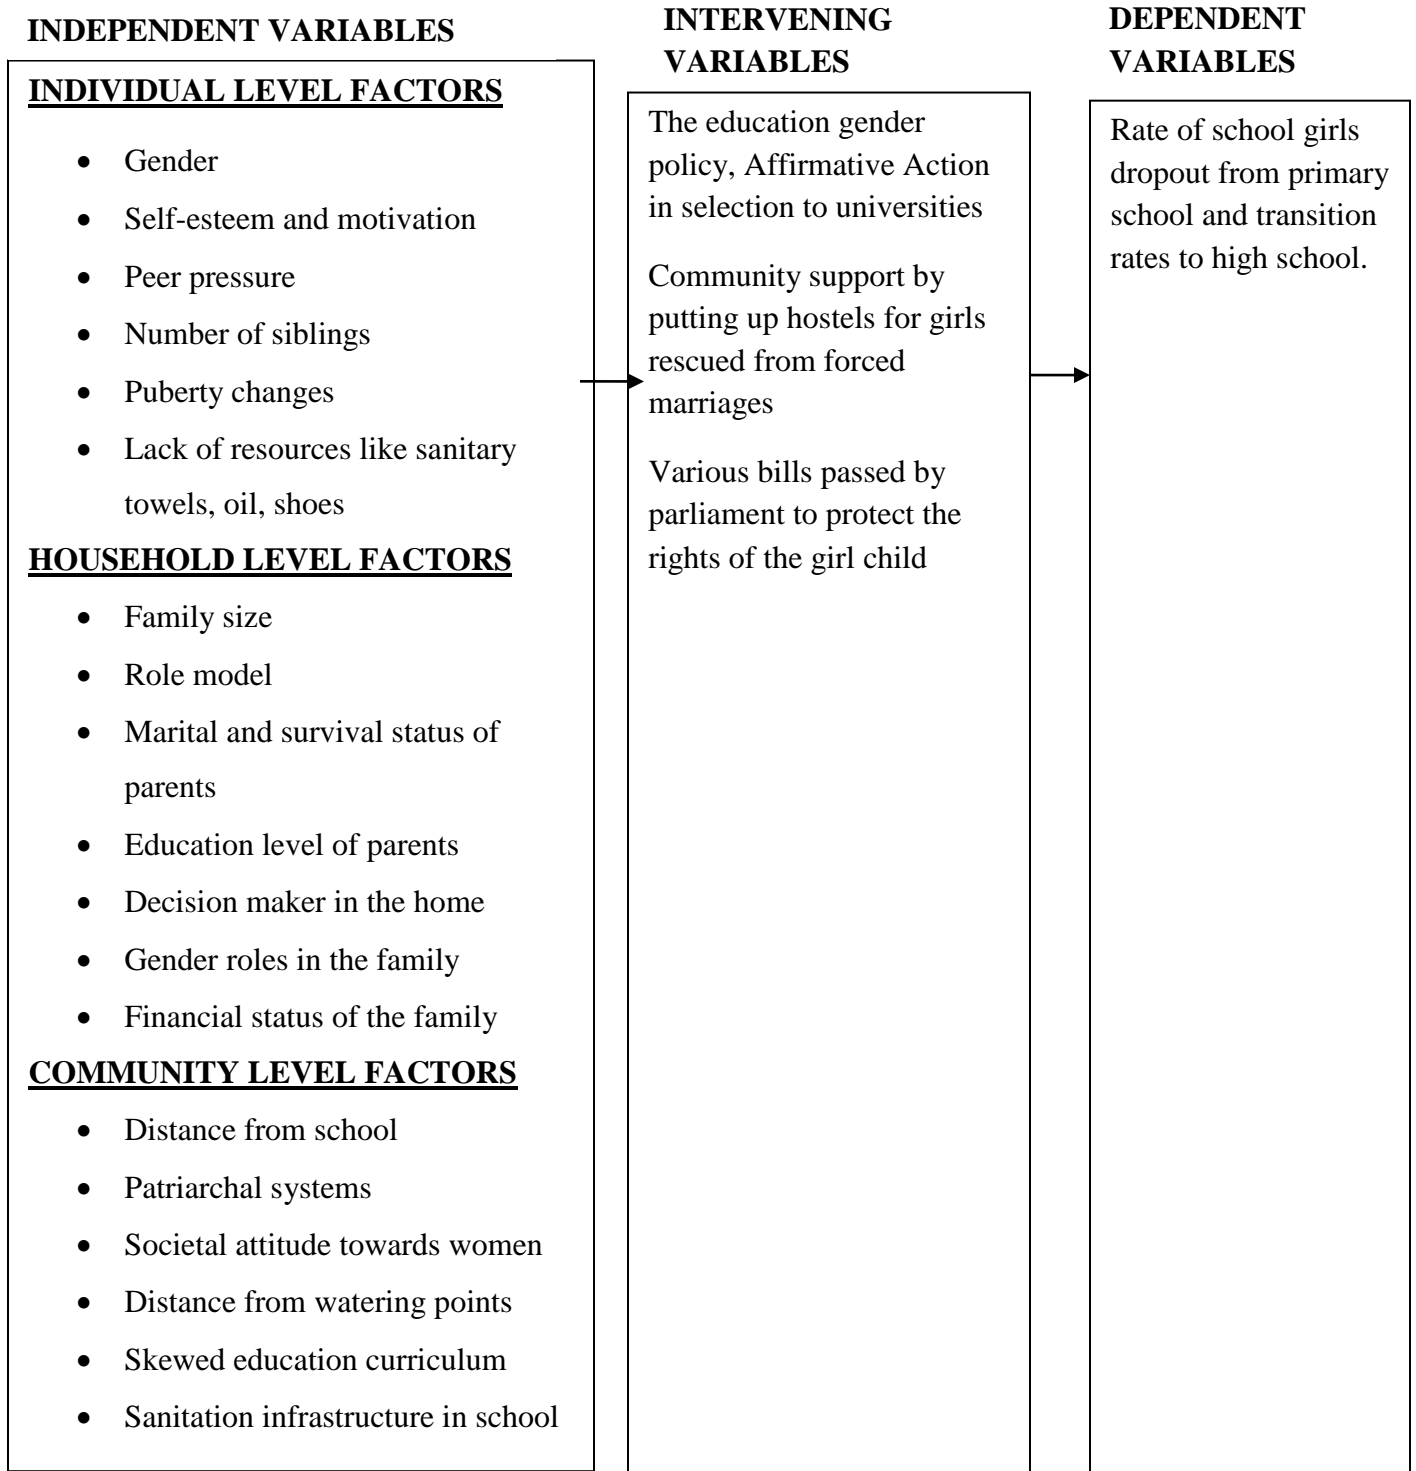 INDEPENDENT VARIABLES
INDIVIDUAL LEVEL FACTORS
• Gender
• Self-esteem and motivation
• Peer pressure
• Number of siblings
• Puberty changes
• Lack of resources like sanitary
towels, oil, shoes
HOUSEHOLD LEVEL FACTORS
• Family size
• Role model
• Marital and survival status of
parents
• Education level of parents
• Decision maker in the home
• Gender roles in the family
• Financial status of the family
COMMUNITY LEVEL FACTORS
• Distance from school
• Patriarchal systems
• Societal attitude towards women
• Distance from watering points
• Skewed education curriculum
• Sanitation infrastructure in school
INTERVENING
VARIABLES
The education gender
policy, Affirmative Action
in selection to universities
Community support by
putting up hostels for girls
rescued from forced
marriages
Various bills passed by
parliament to protect the
rights of the girl child
DEPENDENT
VARIABLES
Rate of school girls
dropout from primary
school and transition
rates to high school.